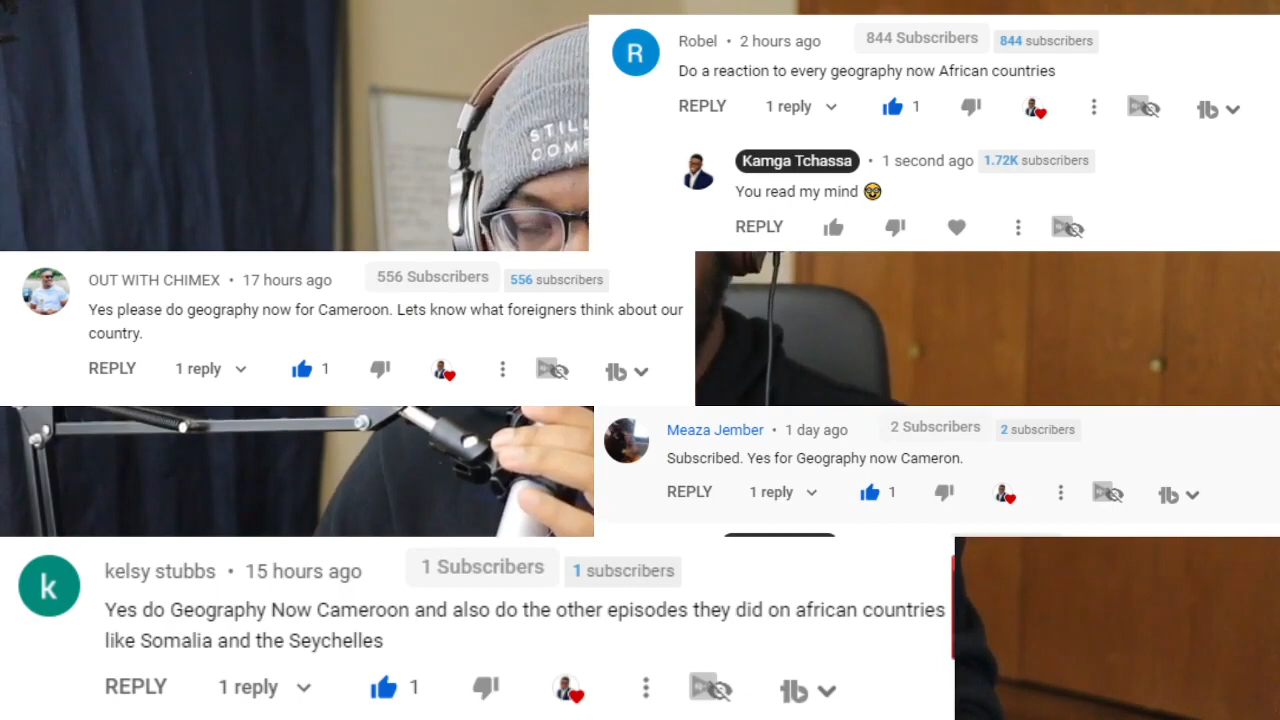 STILL
COM
R
Robel • 2 hours ago 844 Subscribers 844 subscribers
Do a reaction to every geography now African countries
REPLY 1 reply 1
Kamga Tchassa • 1 second ago 1.72K subscribers
You read my mind 🤓
REPLY
OUT WITH CHIMEX • 17 hours ago 556 Subscribers 556 subscribers
Yes please do geography now for Cameroon. Lets know what foreigners think about our
country.
REPLY 1 reply 1
Meaza Jember • 1 day ago 2 Subscribers 2 subscribers
Subscribed. Yes for Geography now Cameron.
REPLY 1 reply 1
k
kelsy stubbs • 15 hours ago 1 Subscribers 1 subscribers
Yes do Geography Now Cameroon and also do the other episodes they did on african countries
like Somalia and the Seychelles
REPLY 1 reply 1